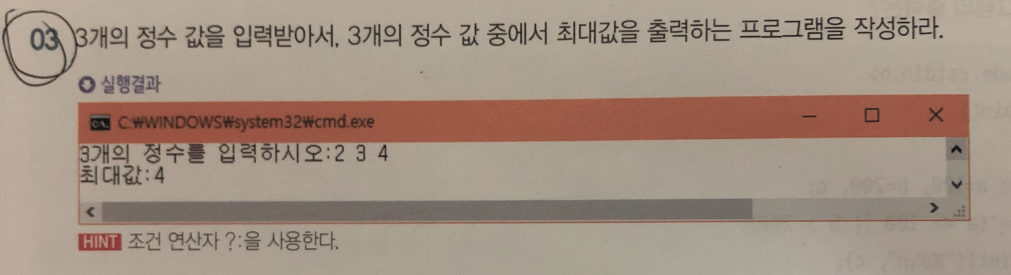 03 3개의 정수 값을 입력받아서, 3개의 정수 값 중에서 최대값을 출력하는 프로그램을 작성하라.
실행결과
C:₩WINDOWS₩system32₩cmd.exe
3개의 정수를 입력하시오:2 3 4
최대값:4
HINT 조건 연산자 ?:을 사용한다.